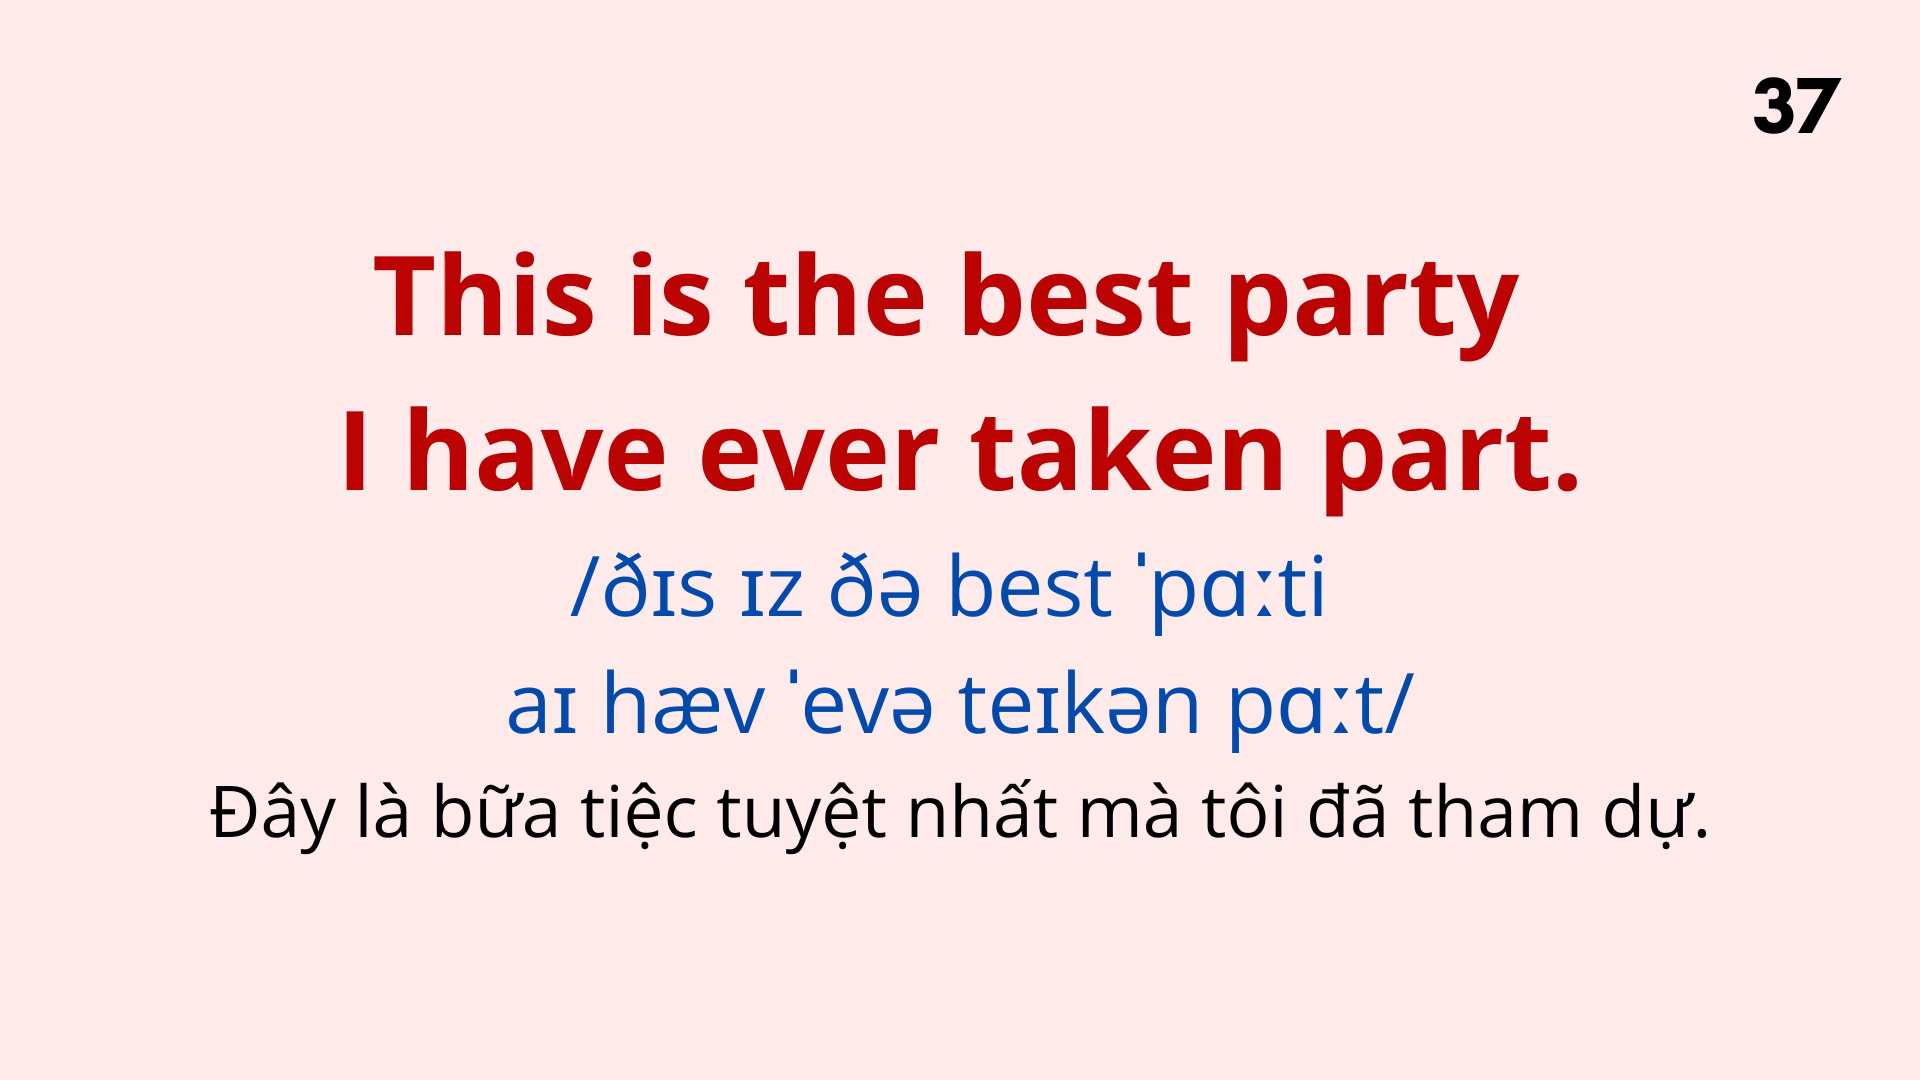 37
This is the best party
I have ever taken part.
/ðɪs ɪz ðə best ˈpɑːti
aɪ hæv ˈevə teɪkən pɑːt/
Đây là bữa tiệc tuyệt nhất mà tôi đã tham dự.